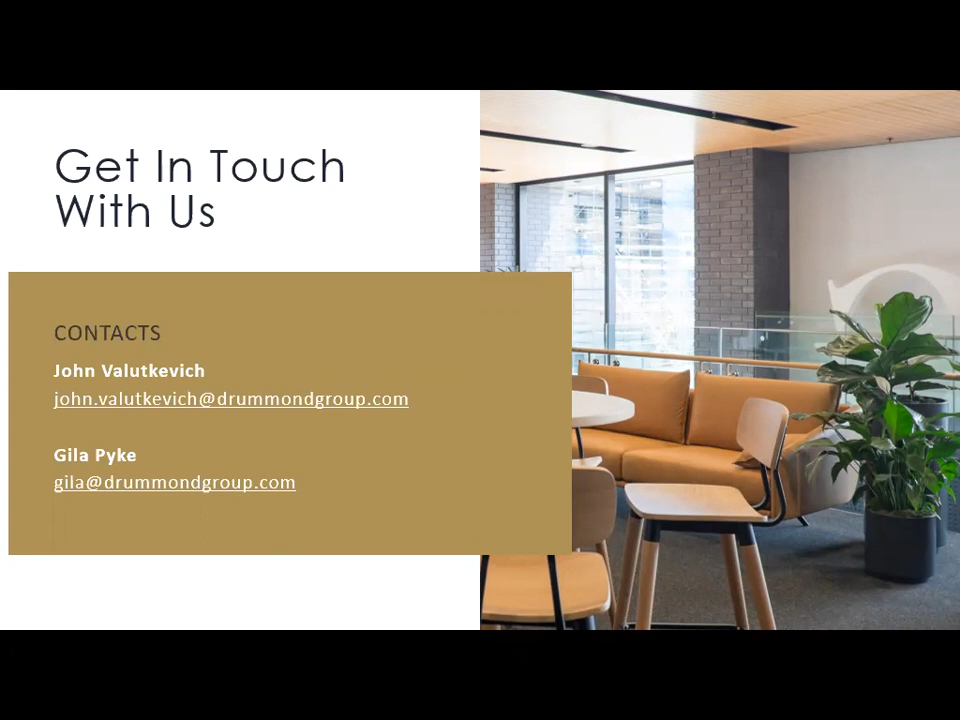 Get In Touch
With Us
CONTACTS
John Valutkevich
john.valutkevich@drummondgroup.com
Gila Pyke
gila@drummondgroup.com